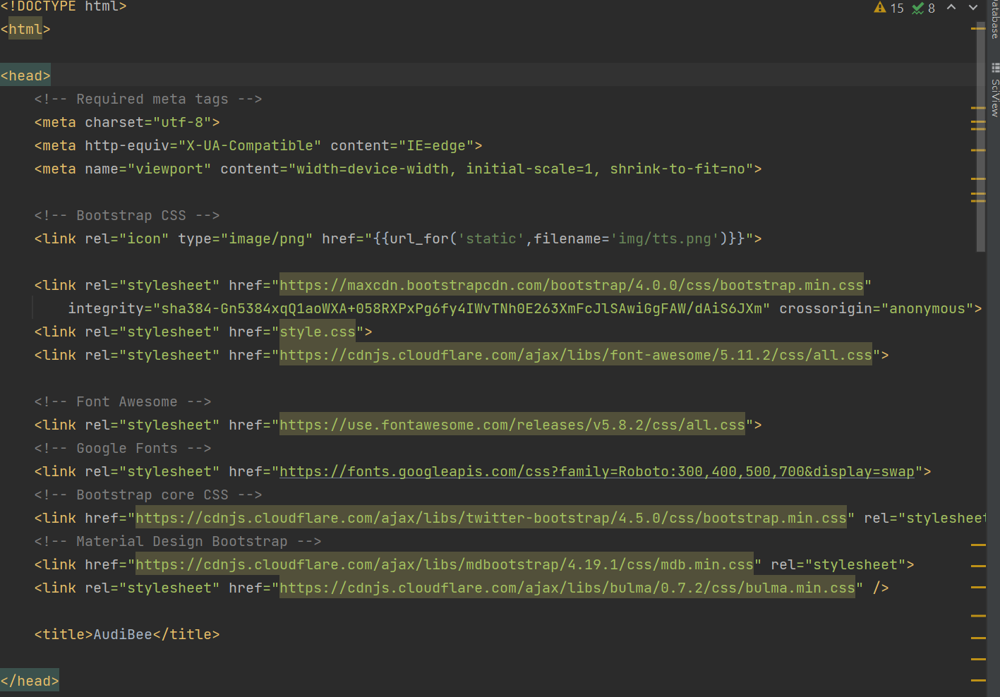 <!DOCTYPE html>
15 8
Database
<html>
SciView
<head>
<!-- Required meta tags -->
<meta charset="utf-8">
<meta http-equiv="X-UA-Compatible" content="IE=edge">
<meta name="viewport" content="width=device-width, initial-scale=1, shrink-to-fit=no">
<!-- Bootstrap CSS -->
<link rel="icon" type="image/png" href="{{url_for('static',filename='img/tts.png')}}">
<link rel="stylesheet" href="https://maxcdn.bootstrapcdn.com/bootstrap/4.0.0/css/bootstrap.min.css"
integrity="sha384-Gn5384xqQ1aoWXA+058RXPxPg6fy4IWvTNh0E263XmFcJlSAwiGgFAW/dAiS6JXm" crossorigin="anonymous">
<link rel="stylesheet" href="style.css">
<link rel="stylesheet" href="https://cdnjs.cloudflare.com/ajax/libs/font-awesome/5.11.2/css/all.css">
<!-- Font Awesome -->
<link rel="stylesheet" href="https://use.fontawesome.com/releases/v5.8.2/css/all.css">
<!-- Google Fonts -->
<link rel="stylesheet" href="https://fonts.googleapis.com/css?family=Roboto:300,400,500,700&display=swap">
<!-- Bootstrap core CSS -->
<link href="https://cdnjs.cloudflare.com/ajax/libs/twitter-bootstrap/4.5.0/css/bootstrap.min.css" rel="stylesheet
<!-- Material Design Bootstrap -->
<link href="https://cdnjs.cloudflare.com/ajax/libs/mdbootstrap/4.19.1/css/mdb.min.css" rel="stylesheet">
<link rel="stylesheet" href="https://cdnjs.cloudflare.com/ajax/libs/bulma/0.7.2/css/bulma.min.css" />
<title>AudiBee</title>
</head>